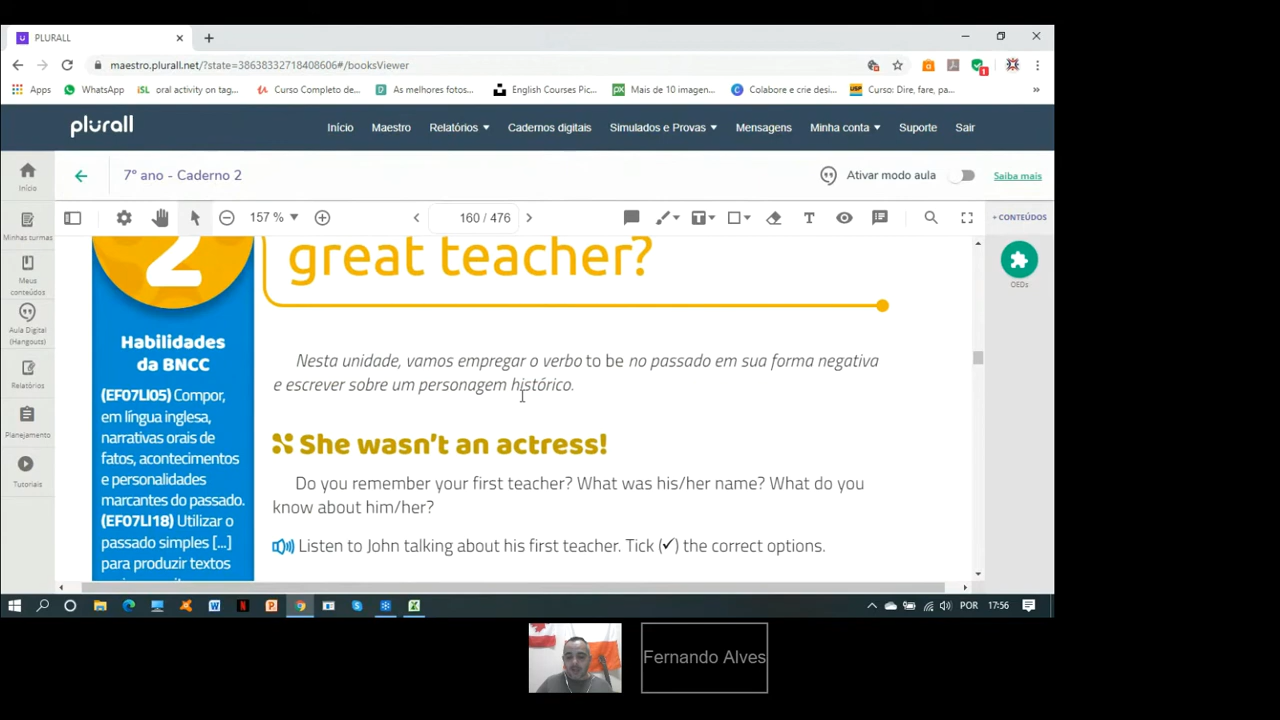 PLURALL
maestro.plurall.net/?state=38638332718408606#/booksViewer
1
Apps WhatsApp oral activity on tag... Curso Completo de... As melhores fotos... English Courses Pic... Mais de 10 imagen... Colabore e crie desi... Curso: Dire, fare, pa... »
plurall Início Maestro Relatórios Cadernos digitais Simulados e Provas Mensagens Minha conta Suporte Sair
7º ano - Caderno 2 Ativar modo aula Saiba mais
157 % 160 / 476 + CONTEÚDOS
Início
Minhas turmas
Meus
conteúdos
Aula Digital
(Hangouts)
Relatórios
Planejamento
Tutoriais
OEDs
2
great teacher?
Habilidades
da BNCC
(EF07LI05) Compor,
em língua inglesa,
narrativas orais de
fatos, acontecimentos
e personalidades
marcantes do passado.
(EF07LI18) Utilizar o
passado simples [...]
para produzir textos
Nesta unidade, vamos empregar o verbo to be no passado em sua forma negativa
e escrever sobre um personagem histórico.
She wasn't an actress!
Do you remember your first teacher? What was his/her name? What do you
know about him/her?
Listen to John talking about his first teacher. Tick (✓) the correct options.
POR 17:56
Fernando Alves